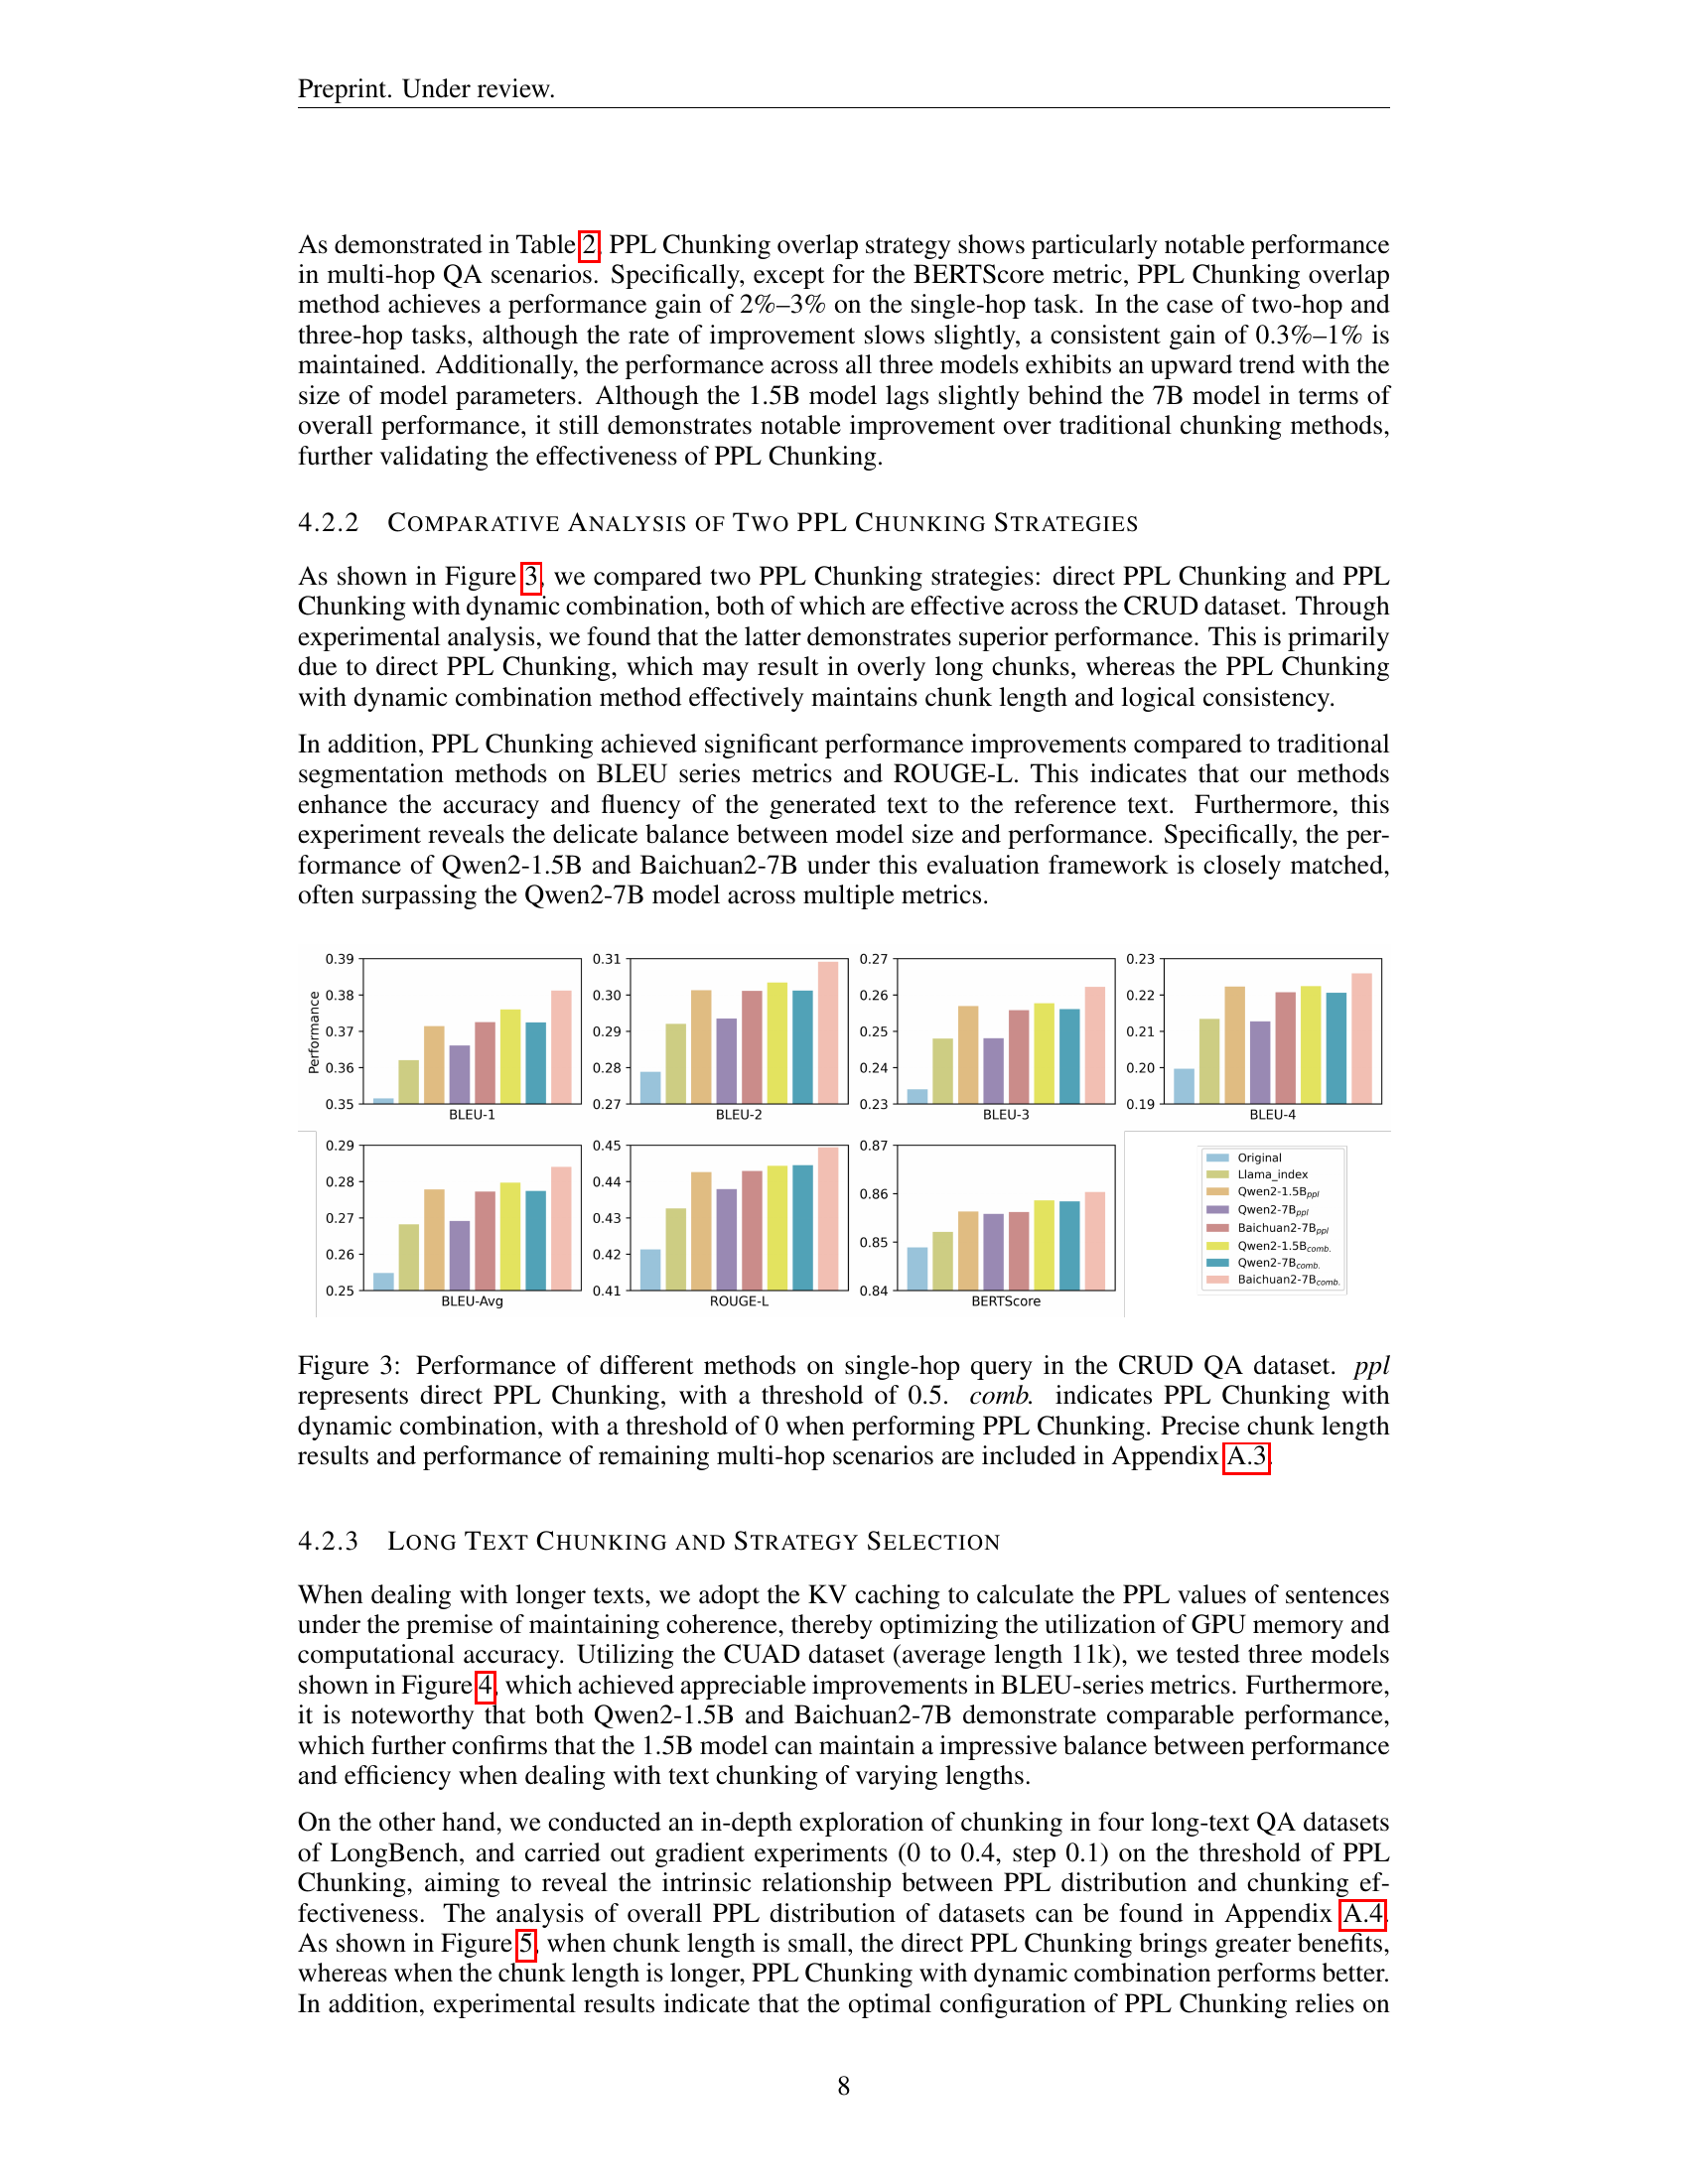 Preprint. Under review.
As demonstrated in Table 2, PPL Chunking overlap strategy shows particularly notable performance
in multi-hop QA scenarios. Specifically, except for the BERTScore metric, PPL Chunking overlap
method achieves a performance gain of 2%–3% on the single-hop task. In the case of two-hop and
three-hop tasks, although the rate of improvement slows slightly, a consistent gain of 0.3%–1% is
maintained. Additionally, the performance across all three models exhibits an upward trend with the
size of model parameters. Although the 1.5B model lags slightly behind the 7B model in terms of
overall performance, it still demonstrates notable improvement over traditional chunking methods,
further validating the effectiveness of PPL Chunking.
4.2.2 COMPARATIVE ANALYSIS OF TWO PPL CHUNKING STRATEGIES
As shown in Figure 3, we compared two PPL Chunking strategies: direct PPL Chunking and PPL
Chunking with dynamic combination, both of which are effective across the CRUD dataset. Through
experimental analysis, we found that the latter demonstrates superior performance. This is primarily
due to direct PPL Chunking, which may result in overly long chunks, whereas the PPL Chunking
with dynamic combination method effectively maintains chunk length and logical consistency.
In addition, PPL Chunking achieved significant performance improvements compared to traditional
segmentation methods on BLEU series metrics and ROUGE-L. This indicates that our methods
enhance the accuracy and fluency of the generated text to the reference text. Furthermore, this
experiment reveals the delicate balance between model size and performance. Specifically, the per-
formance of Qwen2-1.5B and Baichuan2-7B under this evaluation framework is closely matched,
often surpassing the Qwen2-7B model across multiple metrics.
Performance
0.39
0.38
0.37
0.36
0.35
BLEU-1
0.31
0.30
0.29
0.28
0.27
BLEU-2
0.27
0.26
0.25
0.24
0.23
BLEU-3
0.23
0.22
0.21
0.20
0.19
BLEU-4
0.29
0.28
0.27
0.26
0.25
BLEU-Avg
0.45
0.44
0.43
0.42
0.41
ROUGE-L
0.87
0.86
0.85
0.84
BERTScore
Original
Llama_index
Qwen2-1.5Bppl
Qwen2-7Bppl
Baichuan2-7Bppl
Qwen2-1.5Bcomb.
Qwen2-7Bcomb.
Baichuan2-7Bcomb.
Figure 3: Performance of different methods on single-hop query in the CRUD QA dataset. ppl
represents direct PPL Chunking, with a threshold of 0.5. comb. indicates PPL Chunking with
dynamic combination, with a threshold of 0 when performing PPL Chunking. Precise chunk length
results and performance of remaining multi-hop scenarios are included in Appendix A.3.
4.2.3 LONG TEXT CHUNKING AND STRATEGY SELECTION
When dealing with longer texts, we adopt the KV caching to calculate the PPL values of sentences
under the premise of maintaining coherence, thereby optimizing the utilization of GPU memory and
computational accuracy. Utilizing the CUAD dataset (average length 11k), we tested three models
shown in Figure 4, which achieved appreciable improvements in BLEU-series metrics. Furthermore,
it is noteworthy that both Qwen2-1.5B and Baichuan2-7B demonstrate comparable performance,
which further confirms that the 1.5B model can maintain a impressive balance between performance
and efficiency when dealing with text chunking of varying lengths.
On the other hand, we conducted an in-depth exploration of chunking in four long-text QA datasets
of LongBench, and carried out gradient experiments (0 to 0.4, step 0.1) on the threshold of PPL
Chunking, aiming to reveal the intrinsic relationship between PPL distribution and chunking ef-
fectiveness. The analysis of overall PPL distribution of datasets can be found in Appendix A.4.
As shown in Figure 5, when chunk length is small, the direct PPL Chunking brings greater benefits,
whereas when the chunk length is longer, PPL Chunking with dynamic combination performs better.
In addition, experimental results indicate that the optimal configuration of PPL Chunking relies on
8